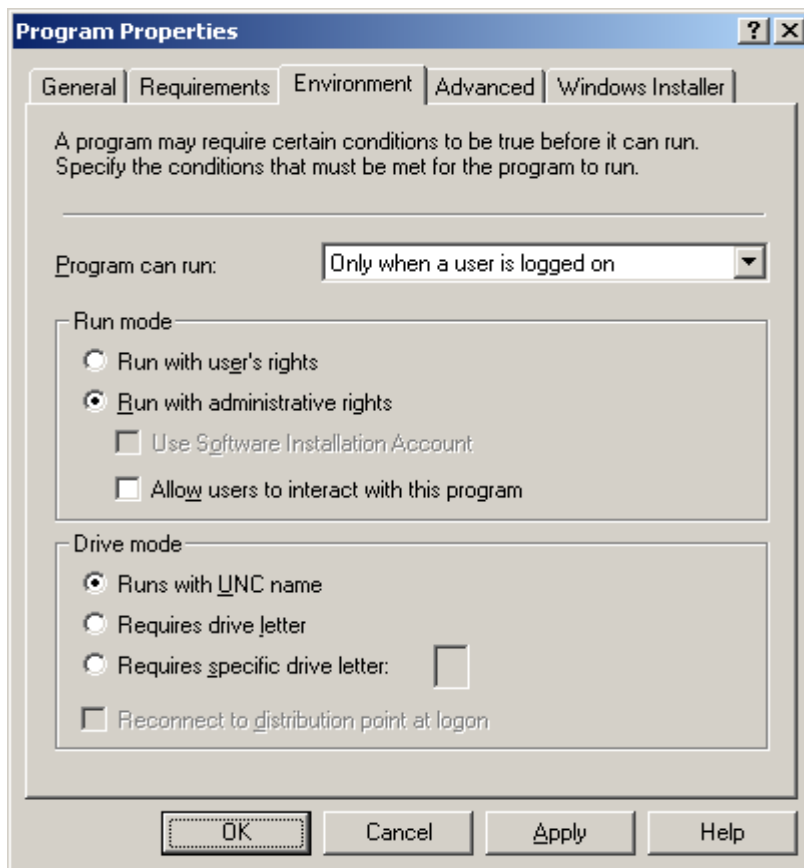 Program Properties
General Requirements Environment Advanced Windows Installer
A program may require certain conditions to be true before it can run.
Specify the conditions that must be met for the program to run.
Program can run: Only when a user is logged on
Run mode
Run with user's rights
Run with administrative rights
Use Software Installation Account
Allow users to interact with this program
Drive mode
Runs with UNC name
Requires drive letter
Requires specific drive letter:
Reconnect to distribution point at logon
OK Cancel Apply Help